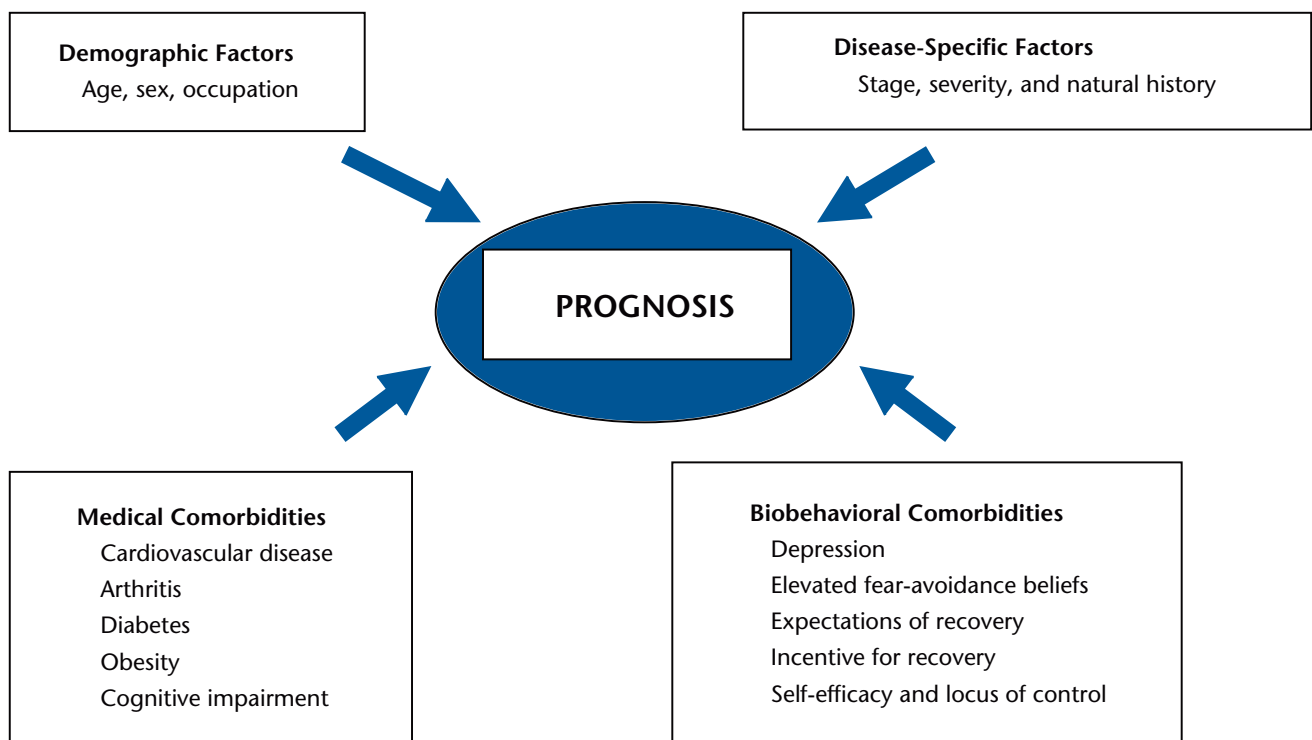 Demographic Factors
Age, sex, occupation
Disease-Specific Factors
Stage, severity, and natural history
PROGNOSIS
Medical Comorbidities
Cardiovascular disease
Arthritis
Diabetes
Obesity
Cognitive impairment
Biobehavioral Comorbidities
Depression
Elevated fear-avoidance beliefs
Expectations of recovery
Incentive for recovery
Self-efficacy and locus of control